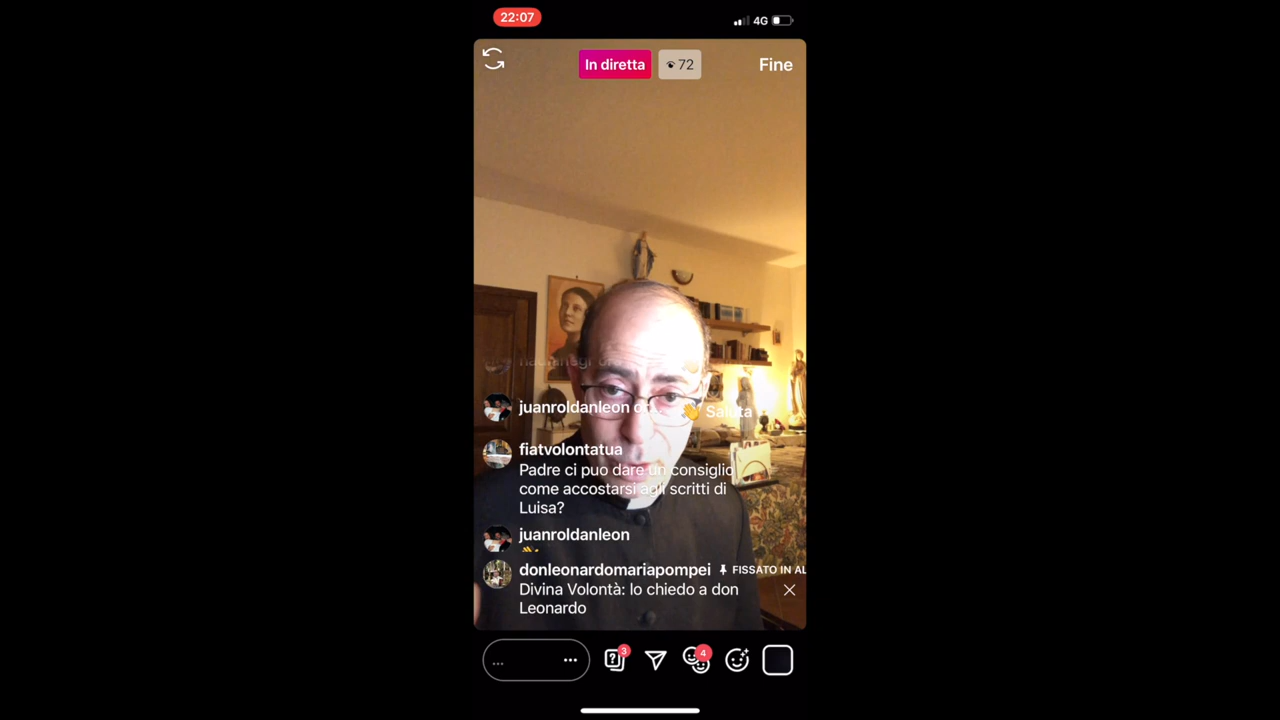 22:07
4G
In diretta
72
Fine
juanroldanleon
Saluta
fiatvolontatua
Padre ci puo dare un consiglio
come accostarsi agli scritti di
Luisa?
juanroldanleon
donleonardomariapompei FISSATO IN AL
Divina Volontà: lo chiedo a don
Leonardo
...
3
4